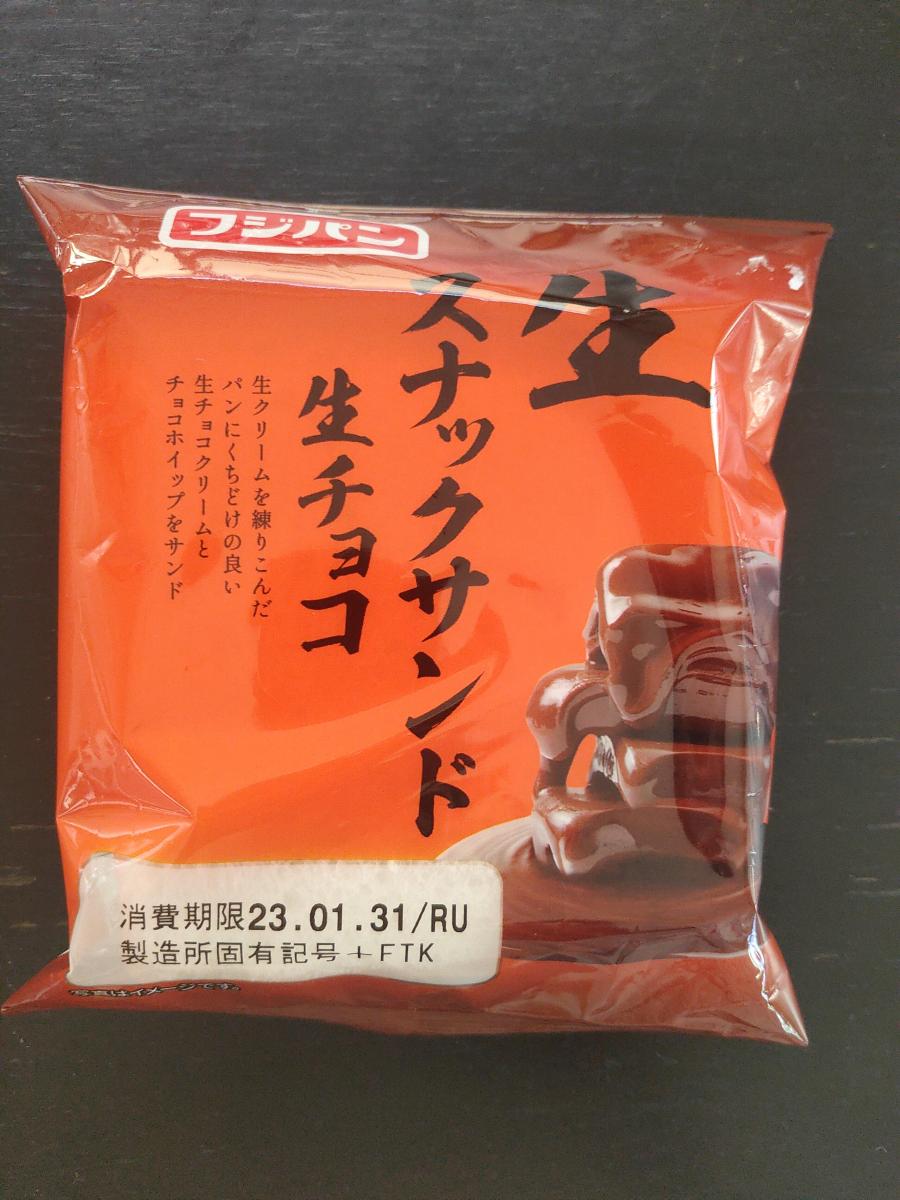 フジパン
生
スナックサンド
生チョコ
生クリームを練りこんだ
パンにくちどけの良い
生チョコクリームと
チョコホイップをサンド
消費期限23.01.31/RU
製造所固有記号+FTK
写真はイメージです。